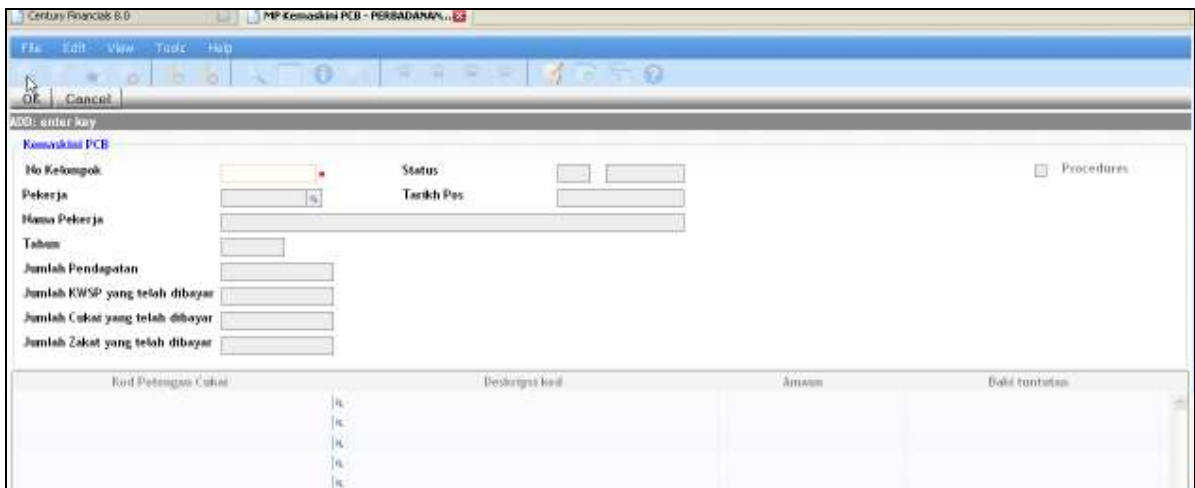 Century Financials 8.0 MP Kemaskini PCB - PERBADANAN...
File Edit View Tools Help
OK Cancel
ADD: enter key
Kemaskini PCB
No Kelompok Status Procedures
Pekerja Tarikh Pos
Nama Pekerja
Tahun
Jumlah Pendapatan
Jumlah KWSP yang telah dibayar
Jumlah Cukai yang telah dibayar
Jumlah Zakat yang telah dibayar
Kod Potongan Cukai Deskripsi kod Amaun Baki tuntutan